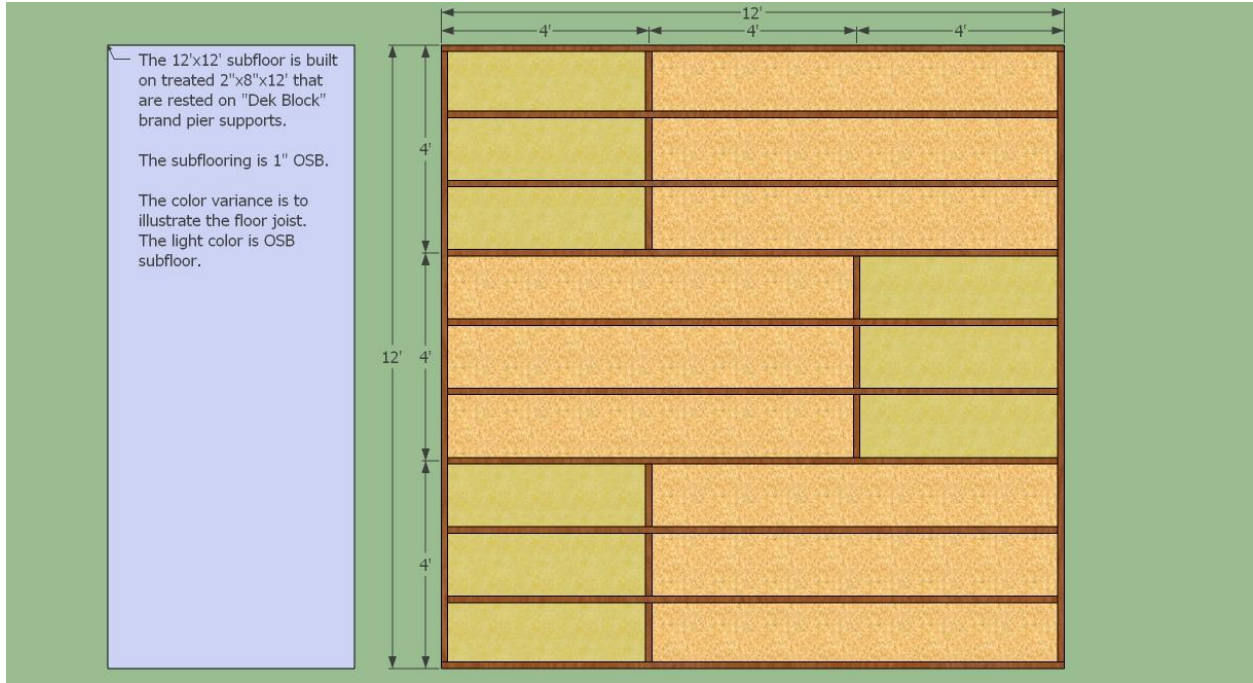 12'
4'
4'
4'
The 12'x12' subfloor is built
on treated 2"x8"x12' that
are rested on "Dek Block"
brand pier supports.
The subflooring is 1" OSB.
The color variance is to
illustrate the floor joist.
The light color is OSB
subfloor.
4'
12'
4'
4'